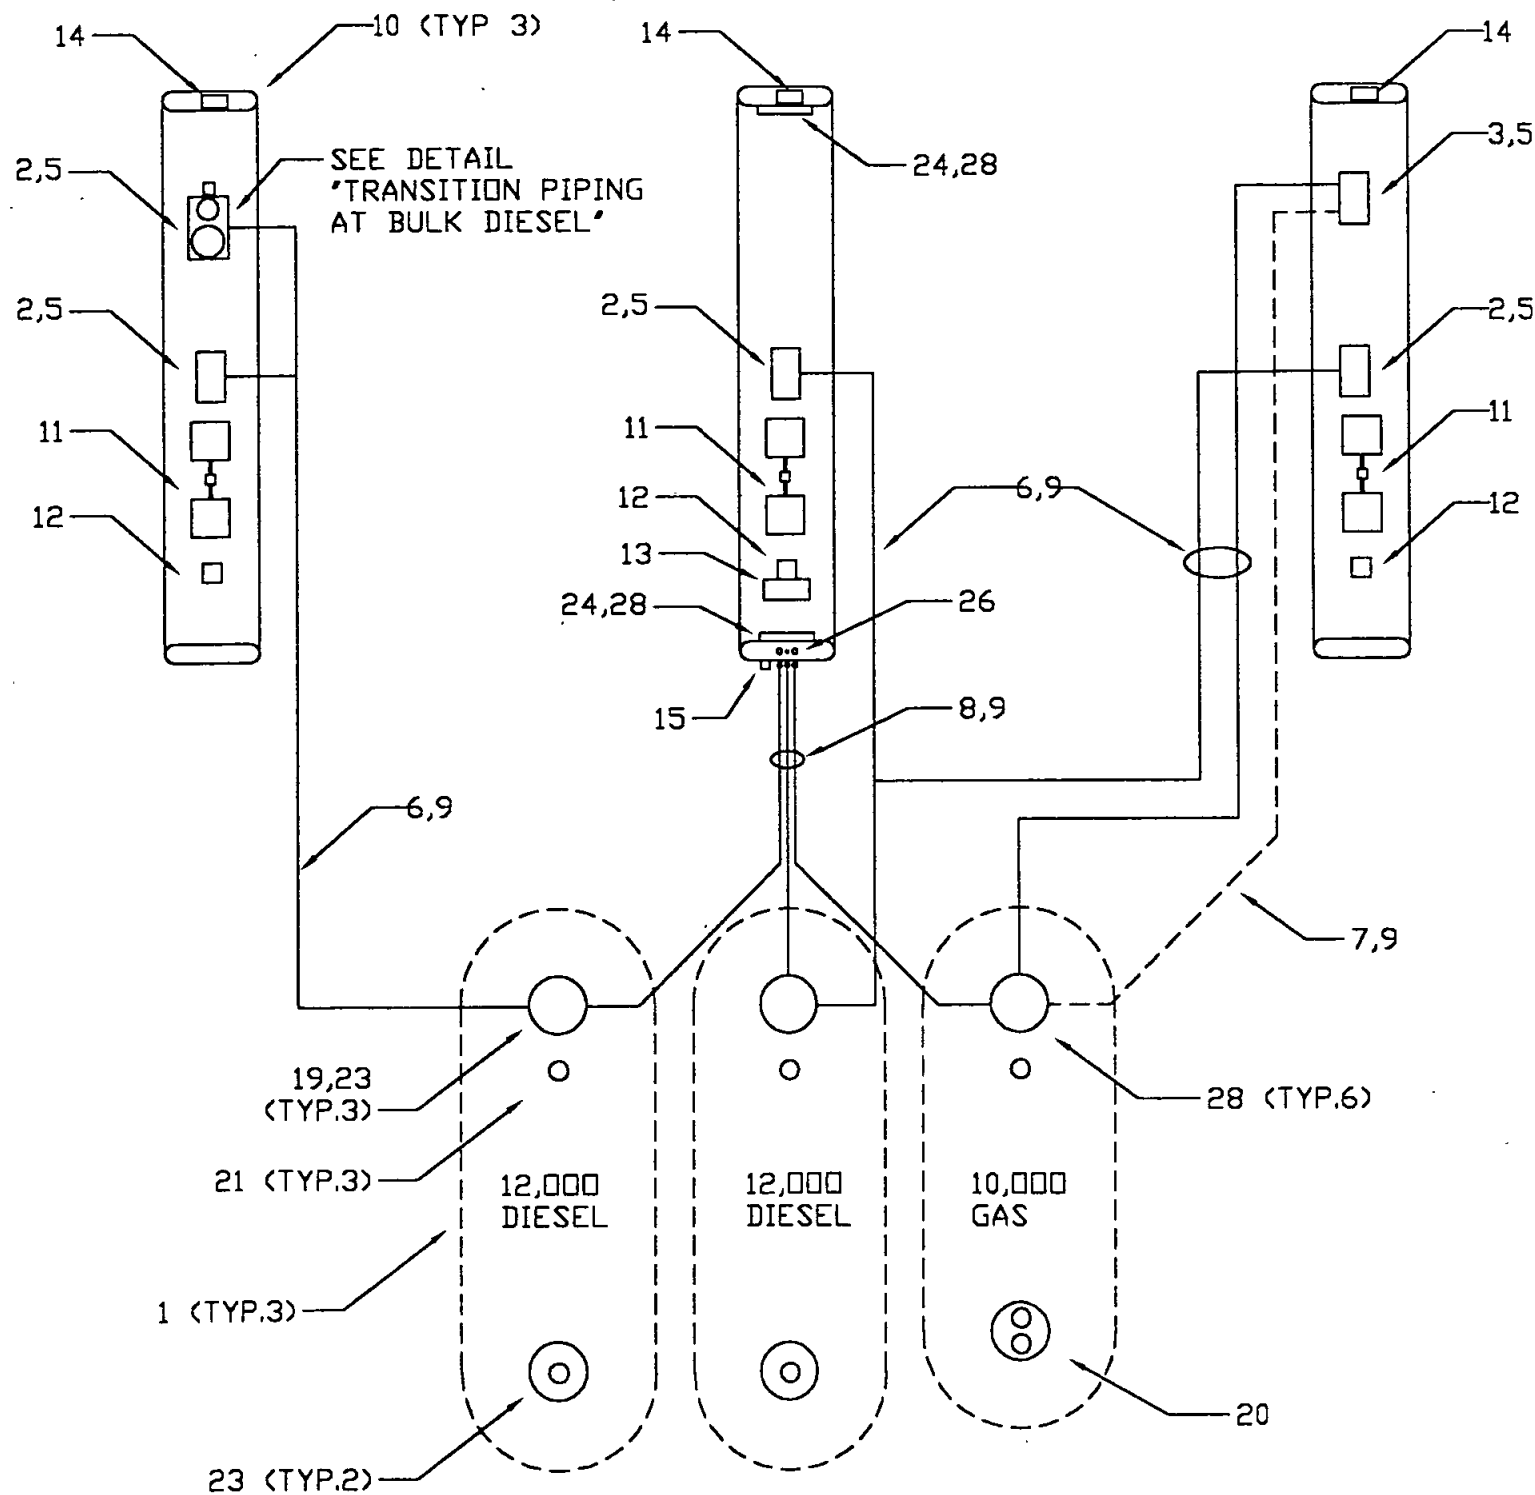 10 (TYP 3)
14
14
14
3,5
SEE DETAIL
"TRANSITION PIPING
AT BULK DIESEL"
24,28
2,5
2,5
2,5
2,5
11
11
11
12
12
12
6,9
13
24,28
26
15
8,9
6,9
7,9
19,23
(TYP.3)
28 (TYP.6)
21 (TYP.3)
12,000
DIESEL
12,000
DIESEL
10,000
GAS
1 (TYP.3)
20
23 (TYP.2)